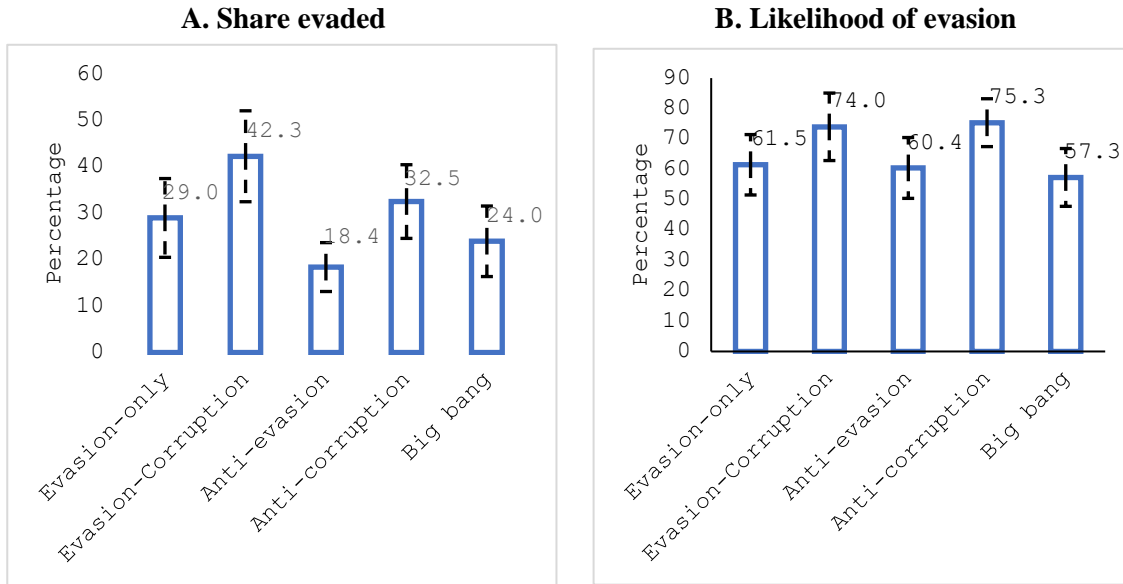 A. Share evaded
Percentage
60
50
40
30
20
10
0
29.0
42.3
18.4
32.5
24.0
Evasion-only
Evasion-Corruption
Anti-evasion
Anti-corruption
Big bang
B. Likelihood of evasion
Percentage
90
80
70
60
50
40
30
20
10
0
61.5
74.0
60.4
75.3
57.3
Evasion-only
Evasion-Corruption
Anti-evasion
Anti-corruption
Big bang